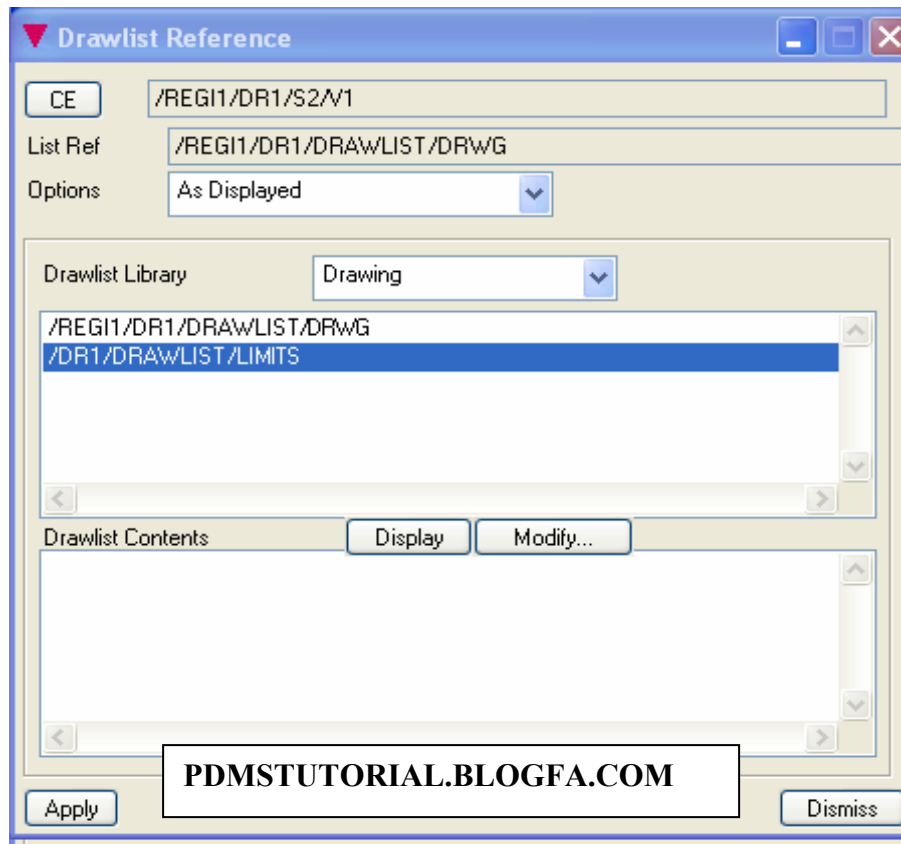 Drawlist Reference
CE /REGI1/DR1/S2/V1
List Ref /REGI1/DR1/DRAWLIST/DRWG
Options As Displayed
Drawlist Library Drawing
/REGI1/DR1/DRAWLIST/DRWG
/DR1/DRAWLIST/LIMITS
Drawlist Contents Display Modify...
PDMSTUTORIAL.BLOGFA.COM
Apply Dismiss